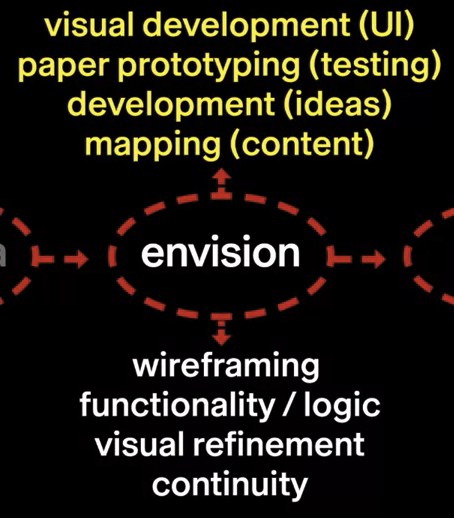 visual development (UI)
paper prototyping (testing)
development (ideas)
mapping (content)
envision
wireframing
functionality / logic
visual refinement
continuity